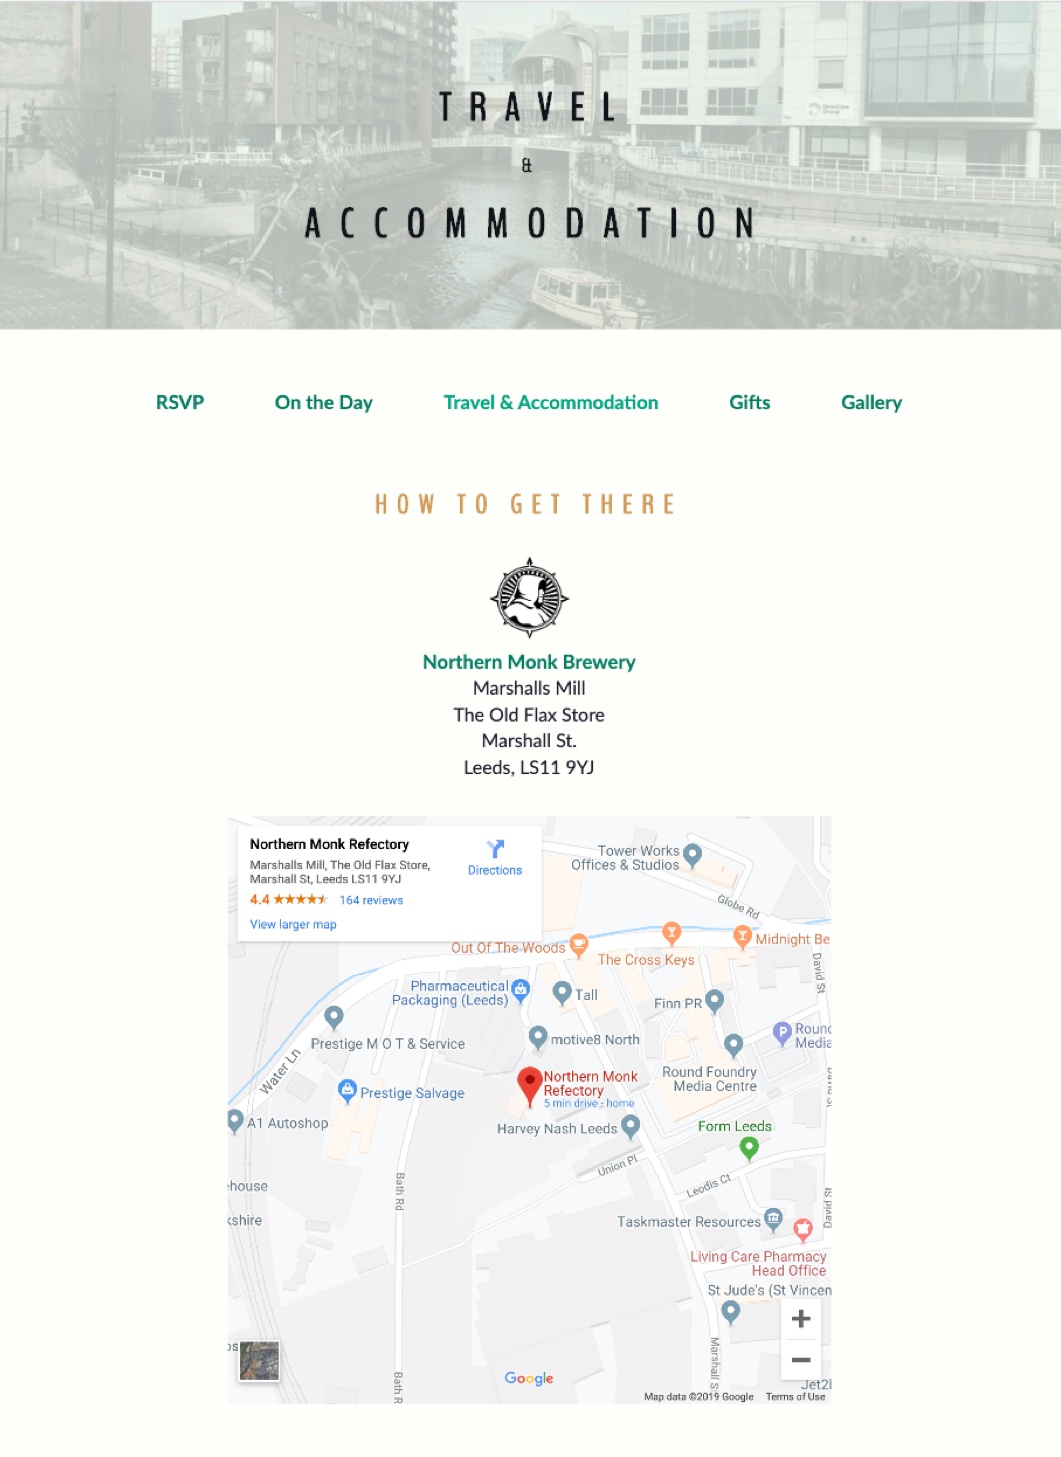 TRAVEL
&
ACCOMMODATION
RSVP
On the Day
Travel & Accommodation
Gifts
Gallery
HOW TO GET THERE
Northern Monk Brewery
Marshalls Mill
The Old Flax Store
Marshall St.
Leeds, LS11 9YJ
Northern Monk Refectory
Marshalls Mill, The Old Flax Store,
Marshall St, Leeds LS11 9YJ
4.4
164 reviews
View larger map
Directions
Tower Works
Offices & Studios
Globe Rd
Out Of The Woods
The Cross Keys
Midnight Be
David St
Pharmaceutical
Packaging (Leeds)
Tall
Finn PR
Prestige M O T & Service
motive8 North
Round
Media
Water Ln
Round Foundry
Media Centre
Northern Monk
Refectory
5 min drive - home
Prestige Salvage
A1 Autoshop
Harvey Nash Leeds
Form Leeds
Union Pl
Bath Rd
Leodis Ct
David St
house
kshire
Taskmaster Resources
Living Care Pharmacy
Head Office
St Jude's (St Vincen
+
−
Marshall S
Bath R
Google
Jet2
Map data ©2019 Google
Terms of Use